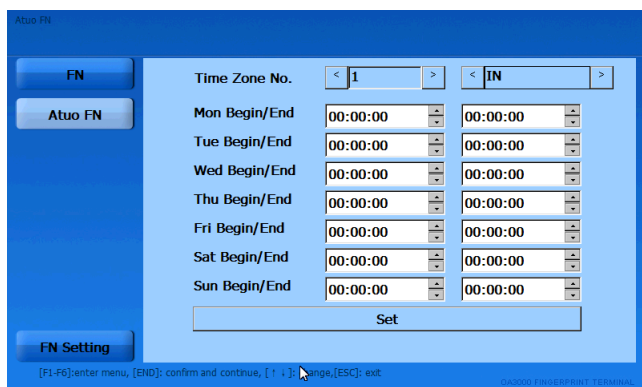 Atuo FN
FN
Atuo FN
FN Setting
Time Zone No. < 1 > < IN >
Mon Begin/End 00:00:00 00:00:00
Tue Begin/End 00:00:00 00:00:00
Wed Begin/End 00:00:00 00:00:00
Thu Begin/End 00:00:00 00:00:00
Fri Begin/End 00:00:00 00:00:00
Sat Begin/End 00:00:00 00:00:00
Sun Begin/End 00:00:00 00:00:00
Set
[F1-F6]:enter menu, [END]: confirm and continue, [ ↑ ↓ ]: ange,[ESC]: exit
OA3000 FINGERPRINT TERMINAL